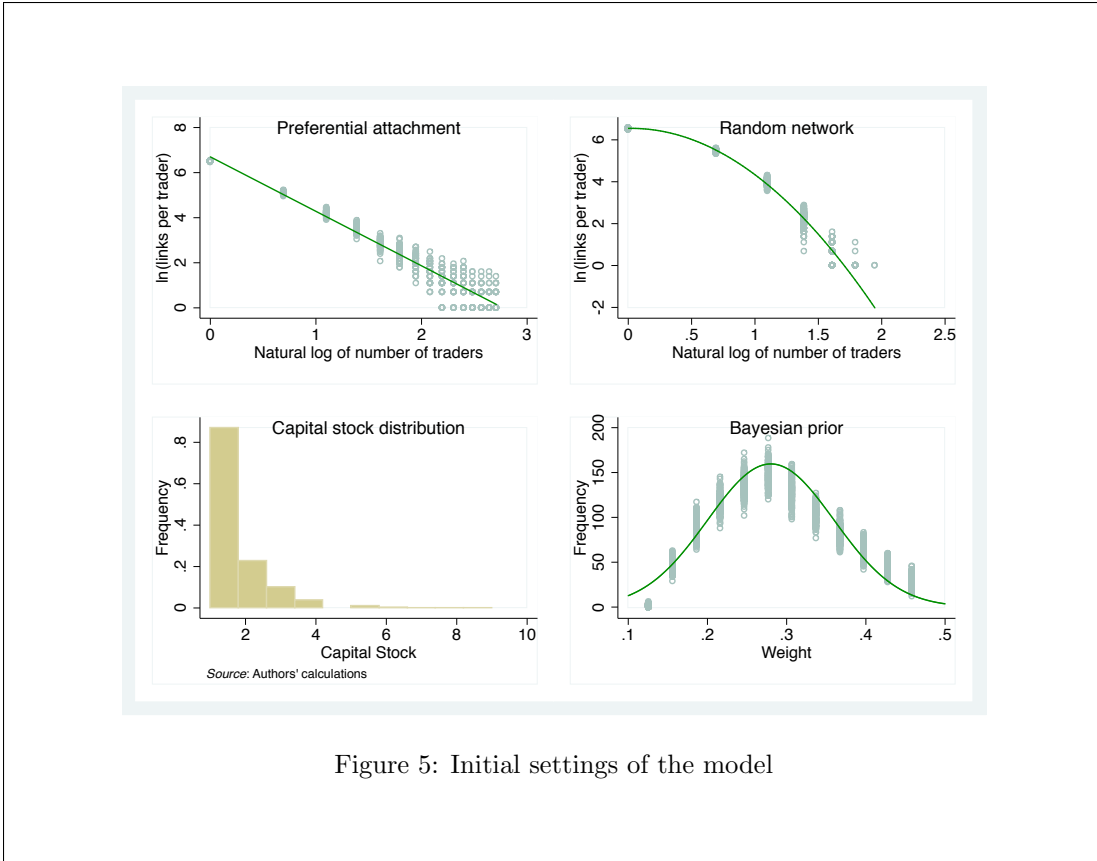 Preferential attachment
ln(links per trader)
8
6
4
2
0
0 1 2 3
Natural log of number of traders
Random network
ln(links per trader)
6
4
2
0
-2
0 .5 1 1.5 2 2.5
Natural log of number of traders
Capital stock distribution
Frequency
.8
.6
.4
.2
0
2 4 6 8 10
Capital Stock
Source: Authors' calculations
Bayesian prior
Frequency
200
150
100
50
0
.1 .2 .3 .4 .5
Weight
Figure 5: Initial settings of the model